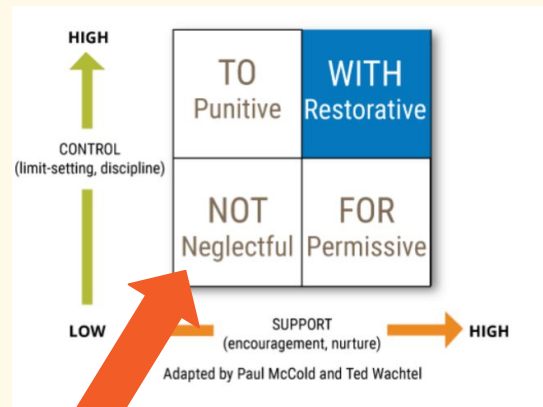 HIGH
TO
Punitive
WITH
Restorative
CONTROL
(limit-setting, discipline)
NOT
Neglectful
FOR
Permissive
LOW
SUPPORT
(encouragement, nurture)
HIGH
Adapted by Paul McCold and Ted Wachtel